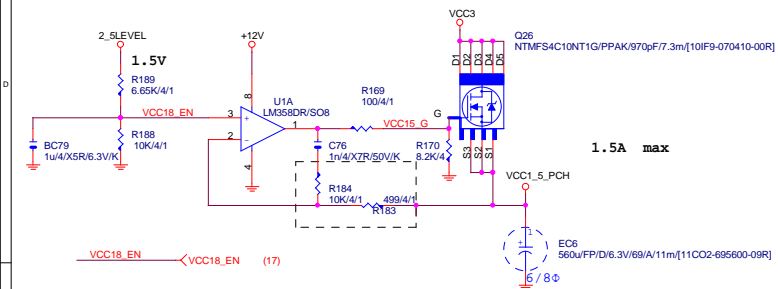 VCC3
Q26
NTMFS4C10NT1G/PPAK/970pF/7.3m/[10IF9-070410-00R]
2_5LEVEL
+12V
1.5V
D1
D2
D3
D4
D5
D
R189
6.65K/4/1
8
U1A
LM358DR/SO8
R169
100/4/1
VCC18_EN
3
+
1
VCC15_G
G
2
-
R188
10K/4/1
BC79
1u/4/X5R/6.3V/K
4
C76
1n/4/X7R/50V/K
R170
8.2K/4
S3
S2
S1
1.5A max
VCC1_5_PCH
R184
10K/4/1
499/4/1
R183
1
+
EC6
560u/FP/D/6.3V/69/A/11m/[11CO2-695600-09R]
VCC18_EN
VCC18_EN (17)
6/8Φ